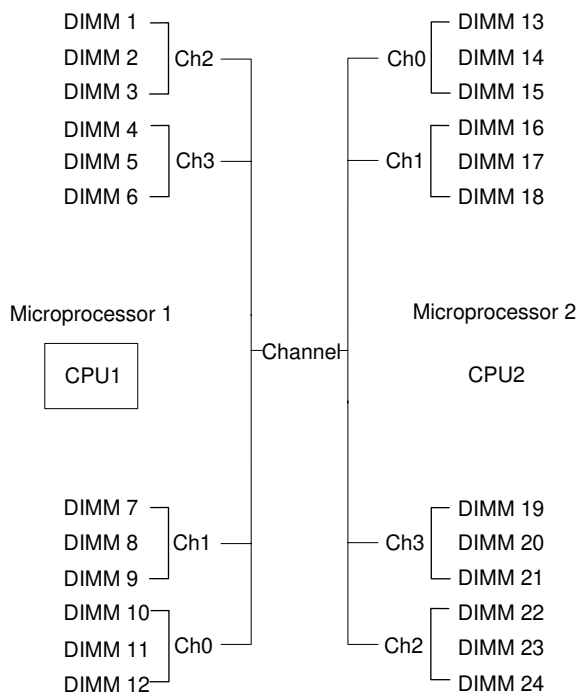 DIMM 1
DIMM 2
DIMM 3
Ch2
DIMM 4
DIMM 5
DIMM 6
Ch3
Microprocessor 1
CPU1
DIMM 7
DIMM 8
DIMM 9
Ch1
DIMM 10
DIMM 11
DIMM 12
Ch0
Channel
Ch0
DIMM 13
DIMM 14
DIMM 15
Ch1
DIMM 16
DIMM 17
DIMM 18
Microprocessor 2
CPU2
Ch3
DIMM 19
DIMM 20
DIMM 21
Ch2
DIMM 22
DIMM 23
DIMM 24